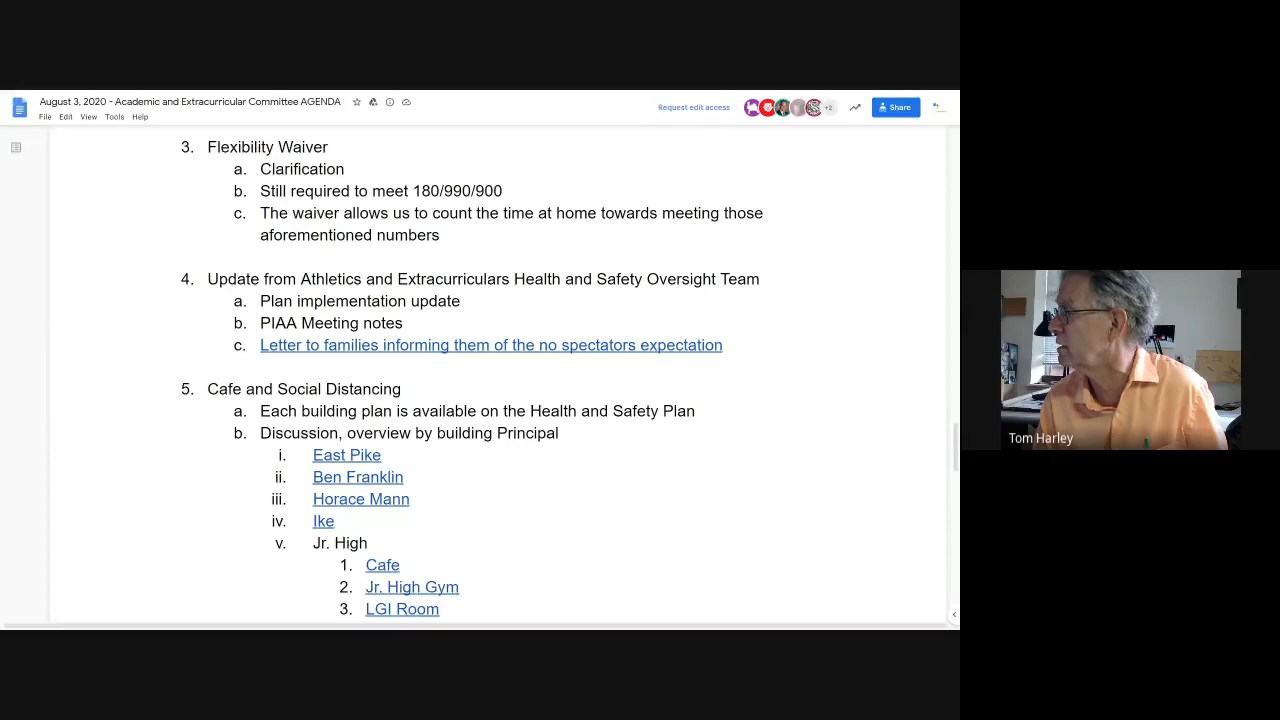 August 3, 2020 - Academic and Extracurricular Committee AGENDA
File Edit View Tools Help
Request edit access
+2
Share
3. Flexibility Waiver
a. Clarification
b. Still required to meet 180/990/900
c. The waiver allows us to count the time at home towards meeting those
aforementioned numbers
4. Update from Athletics and Extracurriculars Health and Safety Oversight Team
a. Plan implementation update
b. PIAA Meeting notes
c. Letter to families informing them of the no spectators expectation
5. Cafe and Social Distancing
a. Each building plan is available on the Health and Safety Plan
b. Discussion, overview by building Principal
i. East Pike
ii. Ben Franklin
iii. Horace Mann
iv. Ike
v. Jr. High
1. Cafe
2. Jr. High Gym
3. LGI Room
Tom Harley